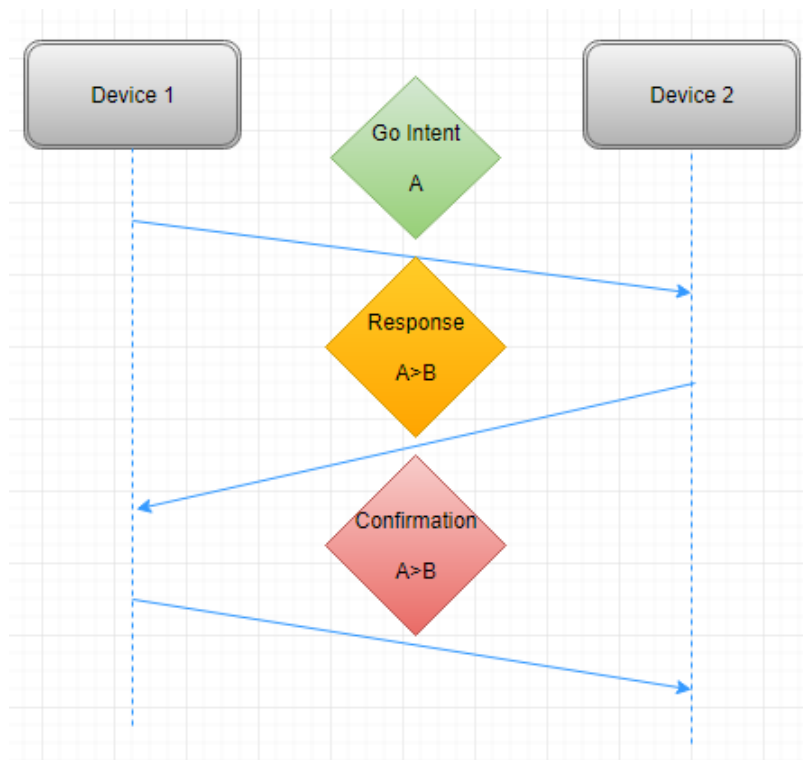 Device 1
Device 2
Go Intent
A
Response
A>B
Confirmation
A>B